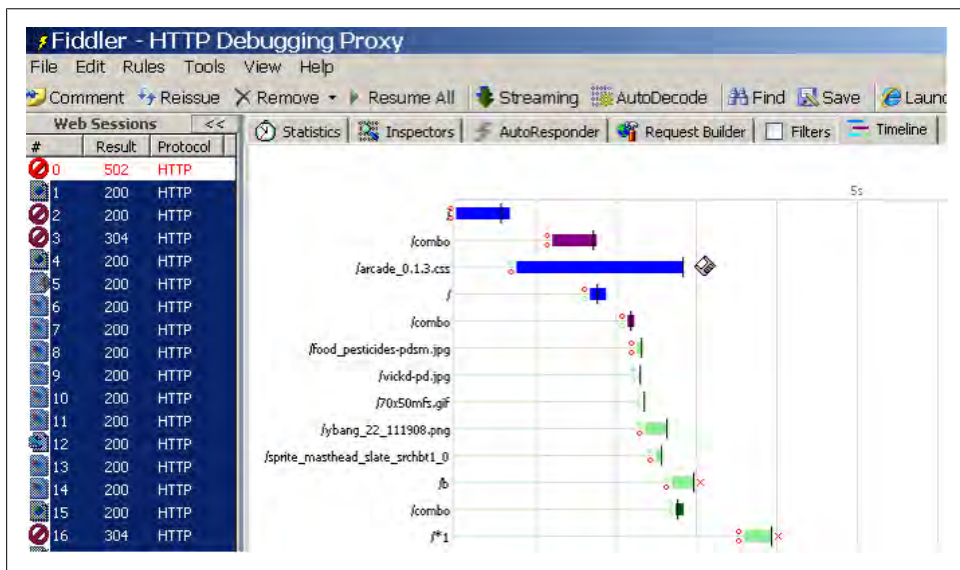 Fiddler - HTTP Debugging Proxy
File Edit Rules Tools View Help
Comment Reissue Remove Resume All Streaming AutoDecode Find Save
Web Sessions << Statistics Inspectors AutoResponder Request Builder Filters Timeline
# Result Protocol
0 502 HTTP
1 200 HTTP
2 200 HTTP
3 304 HTTP
4 200 HTTP
5 200 HTTP
6 200 HTTP
7 200 HTTP
8 200 HTTP
9 200 HTTP
10 200 HTTP
11 200 HTTP
12 200 HTTP
13 200 HTTP
14 200 HTTP
15 200 HTTP
16 304 HTTP
5s
/combo
/arcade_0.1.3.css
/
/combo
/food_pesticides-pdsm.jpg
/vickd-pd.jpg
/70x50mfs.gif
/ybang_22_111908.png
/sprite_masthead_slate_srchbt1_0
/b
/combo
/*1